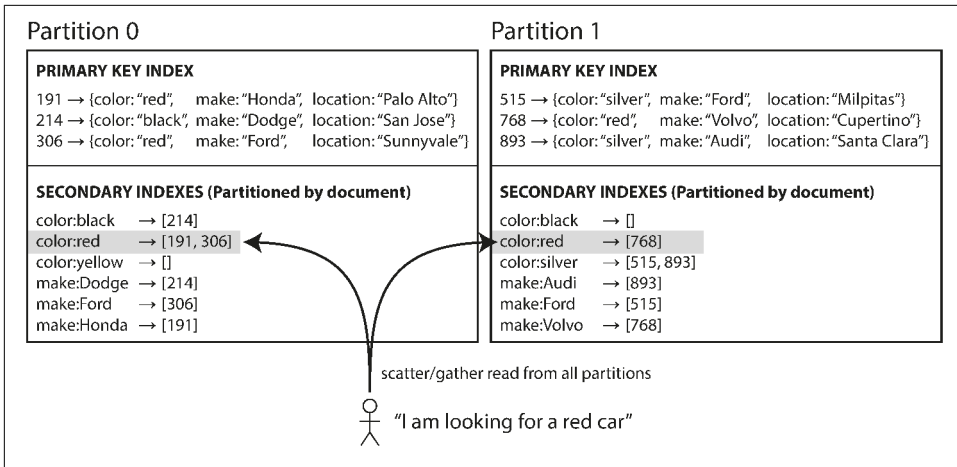 Partition 0
PRIMARY KEY INDEX
191 → {color: “red”, make: “Honda”, location: “Palo Alto”}
214 → {color: “black”, make: “Dodge”, location: “San Jose”}
306 → {color: “red”, make: “Ford”, location: “Sunnyvale”}
SECONDARY INDEXES (Partitioned by document)
color:black → [214]
color:red → [191, 306]
color:yellow → []
make:Dodge → [214]
make:Ford → [306]
make:Honda → [191]
Partition 1
PRIMARY KEY INDEX
515 → {color: “silver”, make: “Ford”, location: “Milpitas”}
768 → {color: “red”, make: “Volvo”, location: “Cupertino”}
893 → {color: “silver”, make: “Audi”, location: “Santa Clara”}
SECONDARY INDEXES (Partitioned by document)
color:black → []
color:red → [768]
color:silver → [515, 893]
make:Audi → [893]
make:Ford → [515]
make:Volvo → [768]
scatter/gather read from all partitions
“I am looking for a red car”